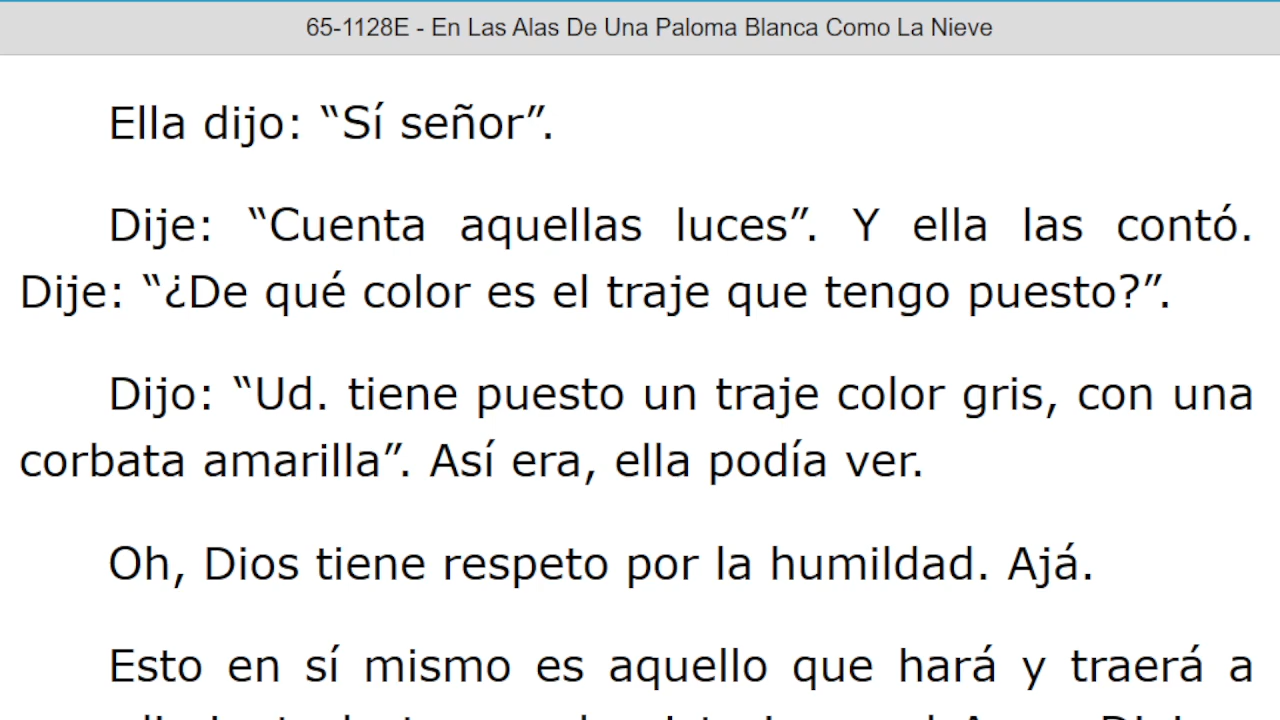 65-1128E - En Las Alas De Una Paloma Blanca Como La Nieve
Ella dijo: “Sí señor”.
Dije: “Cuenta aquellas luces”. Y ella las contó.
Dije: “¿De qué color es el traje que tengo puesto?”.
Dijo: “Ud. tiene puesto un traje color gris, con una
corbata amarilla”. Así era, ella podía ver.
Oh, Dios tiene respeto por la humildad. Ajá.
Esto en sí mismo es aquello que hará y traerá a